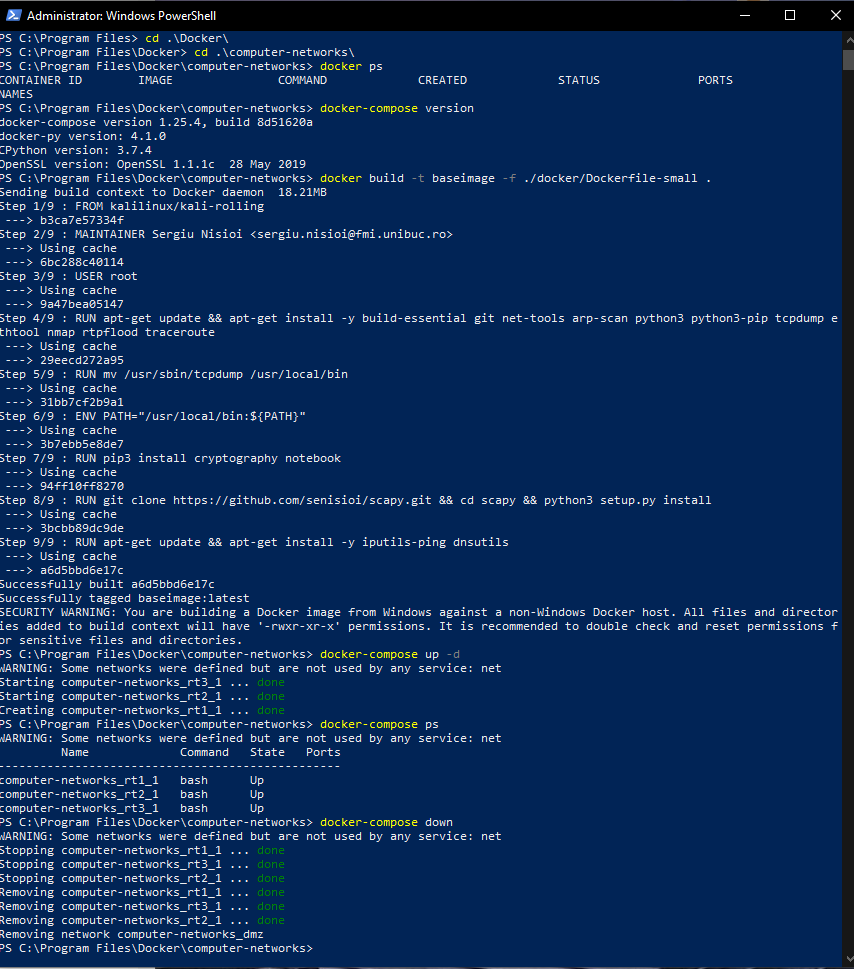 Administrator: Windows PowerShell
PS C:\Program Files> cd .\Docker\
PS C:\Program Files\Docker> cd .\computer-networks\
PS C:\Program Files\Docker\computer-networks> docker ps
CONTAINER ID        IMAGE               COMMAND             CREATED             STATUS              PORTS
NAMES
PS C:\Program Files\Docker\computer-networks> docker-compose version
docker-compose version 1.25.4, build 8d51620a
docker-py version: 4.1.0
CPython version: 3.7.4
OpenSSL version: OpenSSL 1.1.1c  28 May 2019
PS C:\Program Files\Docker\computer-networks> docker build -t baseimage -f ./docker/Dockerfile-small .
Sending build context to Docker daemon  18.21MB
Step 1/9 : FROM kalilinux/kali-rolling
 ---> b3ca7e57334f
Step 2/9 : MAINTAINER Sergiu Nisioi <sergiu.nisioi@fmi.unibuc.ro>
 ---> Using cache
 ---> 6bc288c40114
Step 3/9 : USER root
 ---> Using cache
 ---> 9a47bea05147
Step 4/9 : RUN apt-get update && apt-get install -y build-essential git net-tools arp-scan python3 python3-pip tcpdump e
thtool nmap rtpflood traceroute
 ---> Using cache
 ---> 29eecd272a95
Step 5/9 : RUN mv /usr/sbin/tcpdump /usr/local/bin
 ---> Using cache
 ---> 31bb7cf2b9a1
Step 6/9 : ENV PATH="/usr/local/bin:${PATH}"
 ---> Using cache
 ---> 3b7ebb5e8de7
Step 7/9 : RUN pip3 install cryptography notebook
 ---> Using cache
 ---> 94ff10ff8270
Step 8/9 : RUN git clone https://github.com/senisioi/scapy.git && cd scapy && python3 setup.py install
 ---> Using cache
 ---> 3bcbb89dc9de
Step 9/9 : RUN apt-get update && apt-get install -y iputils-ping dnsutils
 ---> Using cache
 ---> a6d5bbd6e17c
Successfully built a6d5bbd6e17c
Successfully tagged baseimage:latest
SECURITY WARNING: You are building a Docker image from Windows against a non-Windows Docker host. All files and director
ies added to build context will have '-rwxr-xr-x' permissions. It is recommended to double check and reset permissions f
or sensitive files and directories.
PS C:\Program Files\Docker\computer-networks> docker-compose up -d
WARNING: Some networks were defined but are not used by any service: net
Starting computer-networks_rt3_1 ... done
Starting computer-networks_rt2_1 ... done
Creating computer-networks_rt1_1 ... done
PS C:\Program Files\Docker\computer-networks> docker-compose ps
WARNING: Some networks were defined but are not used by any service: net
         Name             Command   State   Ports
-------------------------------------------------
computer-networks_rt1_1   bash      Up
computer-networks_rt2_1   bash      Up
computer-networks_rt3_1   bash      Up
PS C:\Program Files\Docker\computer-networks> docker-compose down
WARNING: Some networks were defined but are not used by any service: net
Stopping computer-networks_rt1_1 ... done
Stopping computer-networks_rt3_1 ... done
Stopping computer-networks_rt2_1 ... done
Removing computer-networks_rt1_1 ... done
Removing computer-networks_rt3_1 ... done
Removing computer-networks_rt2_1 ... done
Removing network computer-networks_dmz
PS C:\Program Files\Docker\computer-networks>